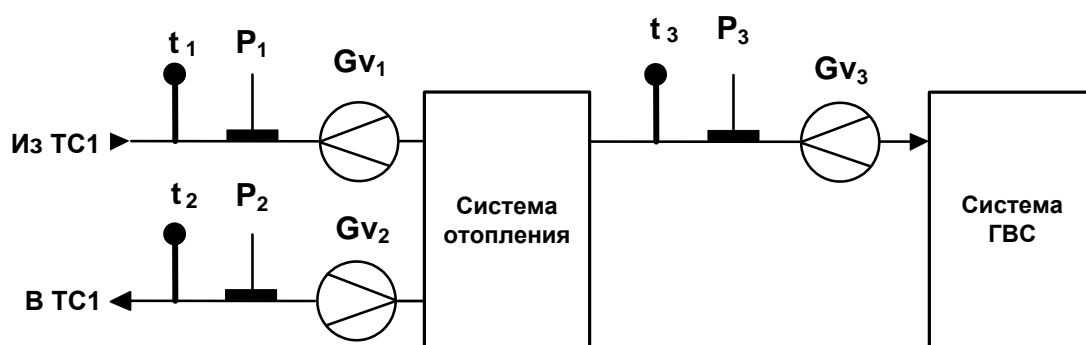 t 1 P1 Gv1
t 3 P3 Gv3
Из ТС1
t 2 P2 Gv2
В ТС1
Система
отопления
Система
ГВС